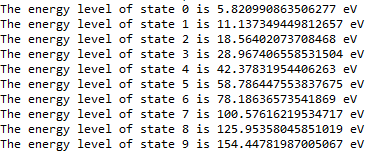 The energy level of state 0 is 5.820990863506277 eV
The energy level of state 1 is 11.137349449812657 eV
The energy level of state 2 is 18.56402073708468 eV
The energy level of state 3 is 28.967406558531504 eV
The energy level of state 4 is 42.37831954406263 eV
The energy level of state 5 is 58.786447553837675 eV
The energy level of state 6 is 78.18636573541869 eV
The energy level of state 7 is 100.57616219534717 eV
The energy level of state 8 is 125.95358045851019 eV
The energy level of state 9 is 154.44781987005067 eV